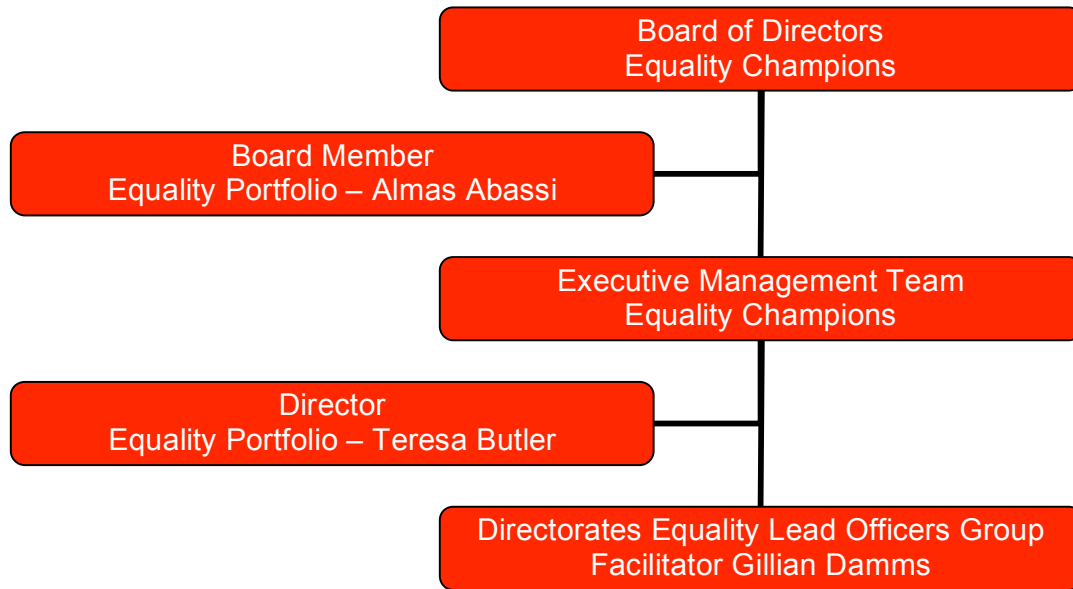 Board of Directors
Equality Champions
Board Member
Equality Portfolio – Almas Abassi
Executive Management Team
Equality Champions
Director
Equality Portfolio – Teresa Butler
Directorates Equality Lead Officers Group
Facilitator Gillian Damms